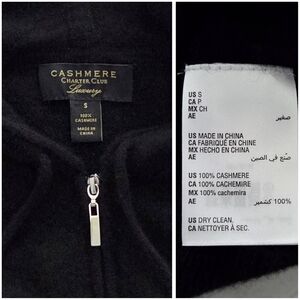 CASHMERE
CHARTER CLUB
Luxury
S
100%
CASHMERE
MADE IN
CHINA
US S
CA P
MX CH
AE صغير
US MADE IN CHINA
CA FABRIQUÉ EN CHINE
MX HECHO EN CHINA
AE صنع في الصين
US 100% CASHMERE
CA 100% CACHEMIRE
MX 100% cachemira
AE 100% كشمير
US DRY CLEAN.
CA NETTOYER À SEC.